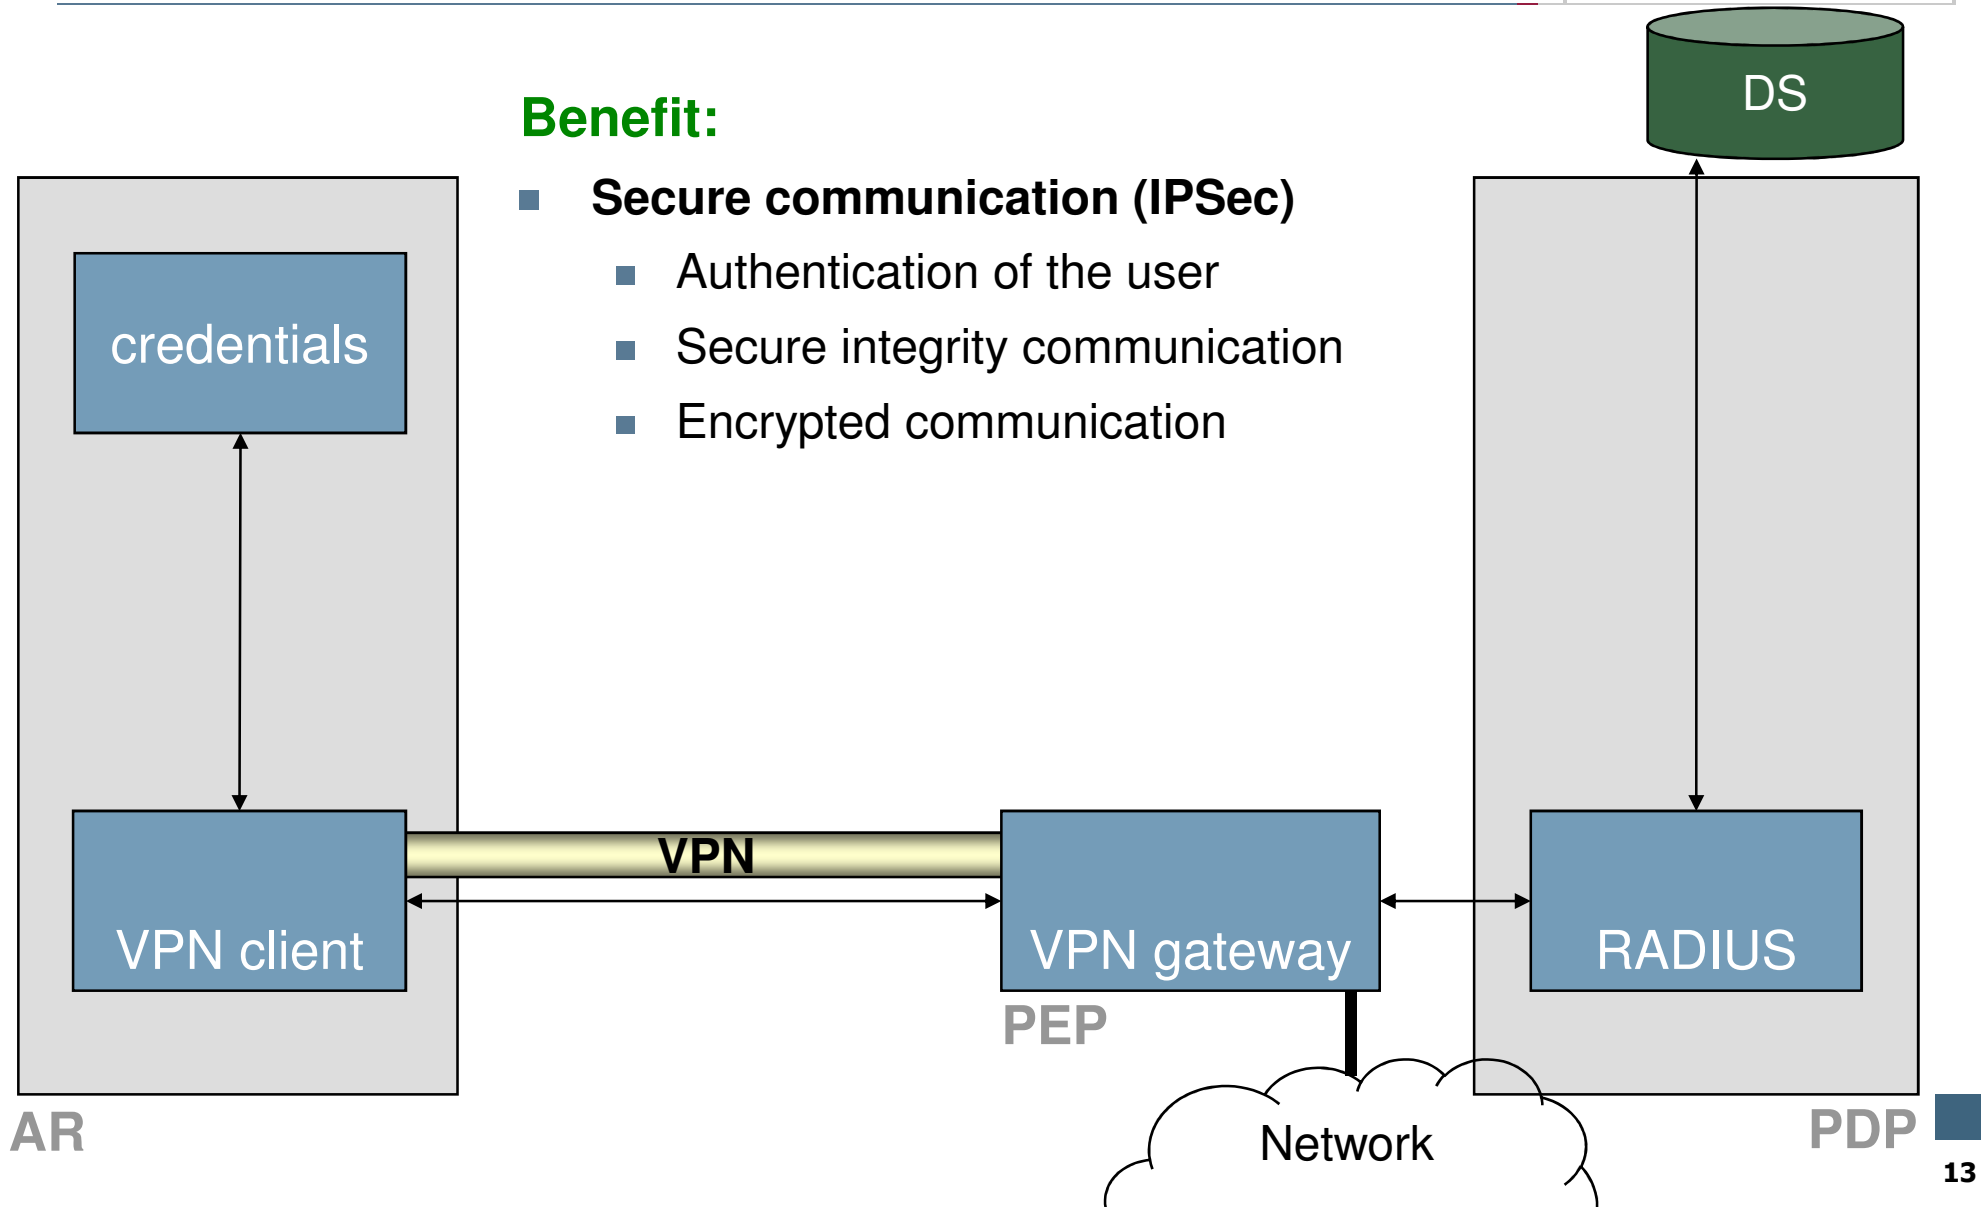 DS
Benefit:
Secure communication (IPSec)
Authentication of the user
credentials
Secure integrity communication
Encrypted communication
VPN
VPN client
VPN gateway
RADIUS
PEP
AR
Network
PDP
13